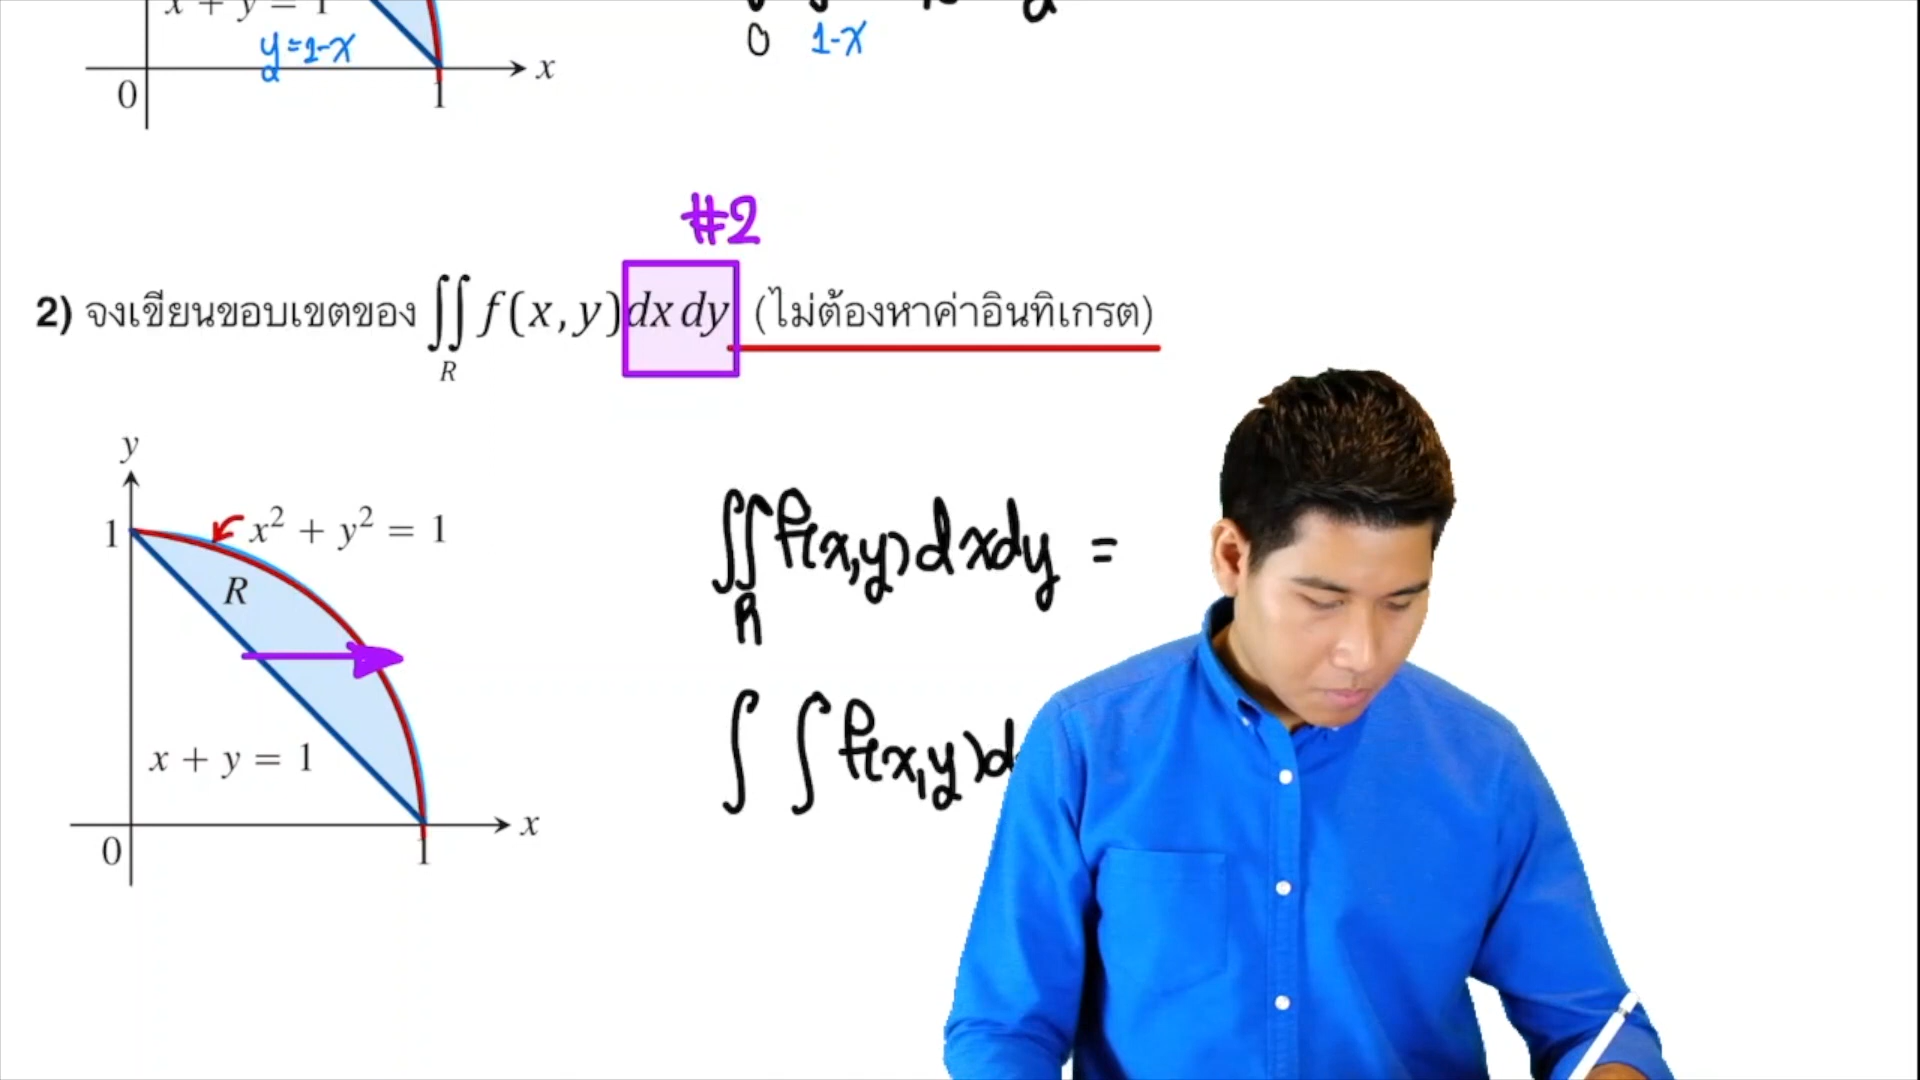 x + y = 1
y=1-x
0 1-x
0 1 x
#2
2) จงเขียนขอบเขตของ ∬ f(x, y) dx dy (ไม่ต้องหาค่าอินทิเกรต)
R
y
1 x² + y² = 1
R
∬ f(x,y) dxdy =
R
x + y = 1
∫ ∫ f(x,y)d
x
0 1